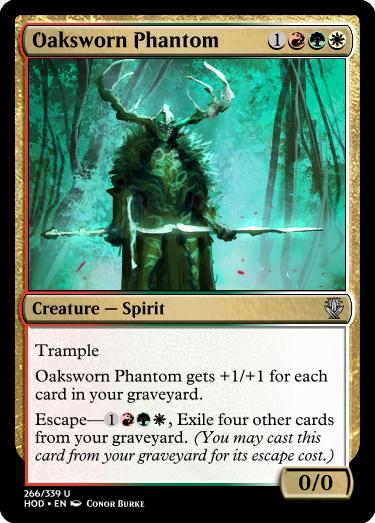 Oaksworn Phantom 1
Creature — Spirit
Trample
Oaksworn Phantom gets +1/+1 for each
card in your graveyard.
Escape—1, Exile four other cards
from your graveyard. (You may cast this
card from your graveyard for its escape cost.)
0/0
266/339 U
HOD • EN Conor Burke